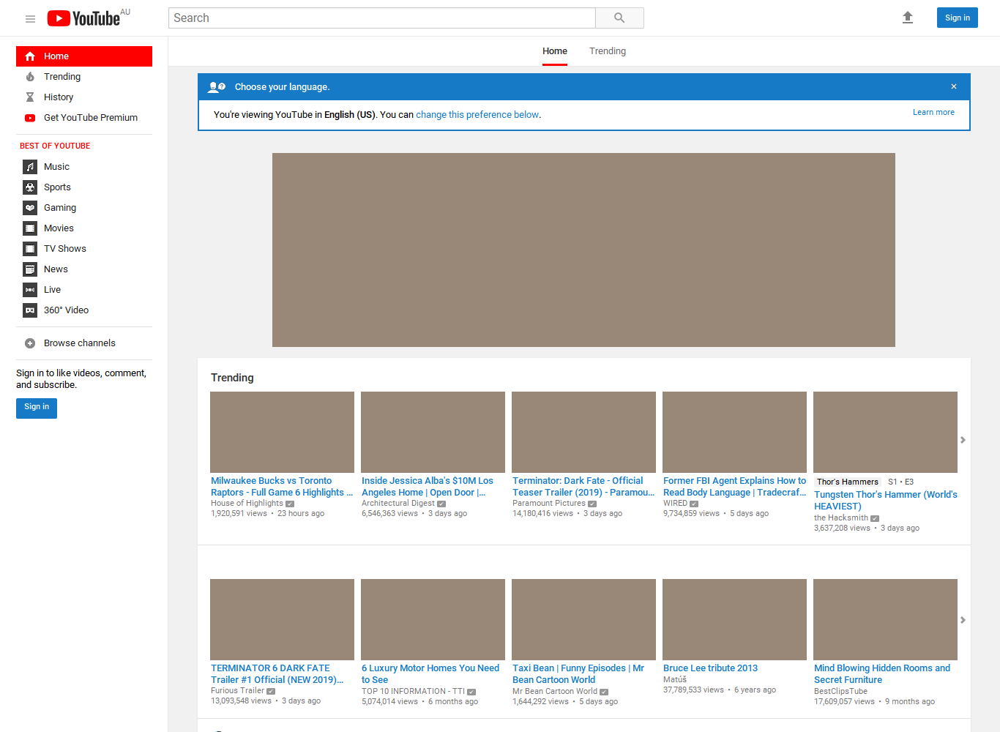 YouTube AU
Search
Sign in
Home
Trending
History
Get YouTube Premium
BEST OF YOUTUBE
Music
Sports
Gaming
Movies
TV Shows
News
Live
360° Video
Browse channels
Sign in to like videos, comment,
and subscribe.
Sign in
Home Trending
Choose your language.
×
You're viewing YouTube in English (US). You can change this preference below.
Learn more
Trending
Milwaukee Bucks vs Toronto
Raptors - Full Game 6 Highlights ...
House of Highlights
1,920,591 views • 23 hours ago
Inside Jessica Alba's $10M Los
Angeles Home | Open Door |...
Architectural Digest
6,546,363 views • 3 days ago
Terminator: Dark Fate - Official
Teaser Trailer (2019) - Paramou...
Paramount Pictures
14,180,416 views • 3 days ago
Former FBI Agent Explains How to
Read Body Language | Tradecraf...
WIRED
9,734,859 views • 5 days ago
Thor's Hammers S1 • E3
Tungsten Thor's Hammer (World's
HEAVIEST)
the Hacksmith
3,637,208 views • 3 days ago
TERMINATOR 6 DARK FATE
Trailer #1 Official (NEW 2019)...
Furious Trailer
13,093,548 views • 3 days ago
6 Luxury Motor Homes You Need
to See
TOP 10 INFORMATION - TTI
5,074,014 views • 6 months ago
Taxi Bean | Funny Episodes | Mr
Bean Cartoon World
Mr Bean Cartoon World
1,644,292 views • 5 days ago
Bruce Lee tribute 2013
Matúš
37,789,533 views • 6 years ago
Mind Blowing Hidden Rooms and
Secret Furniture
BestClipsTube
17,609,057 views • 9 months ago